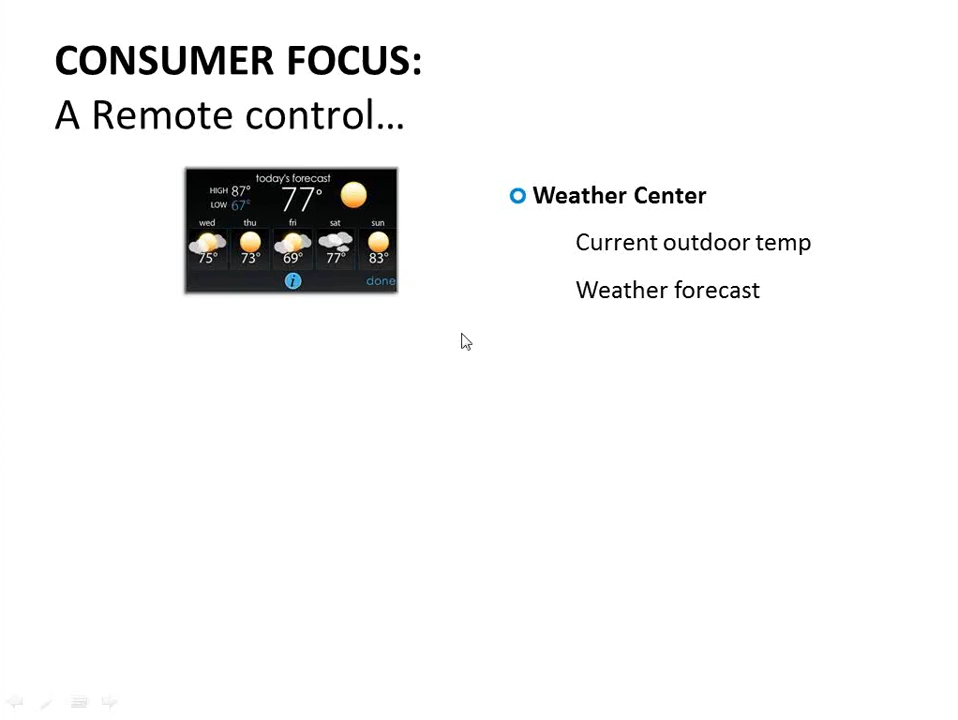 CONSUMER FOCUS:
A Remote control...
today's forecast
HIGH 87°
LOW 67°
77°
wed thu fri sat sun
75° 73° 69° 77° 83°
i
done
Weather Center
Current outdoor temp
Weather forecast